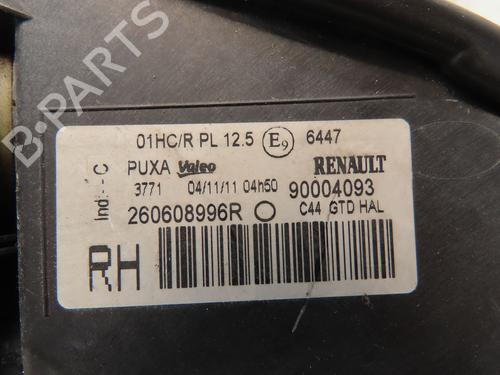 01HC/R PL 12.5 E9 6447
PUXA Valeo RENAULT
3771 04/11/11 04h50 90004093
260608996R C44 GTD HAL
Ind:--C
RH
B-PARTS